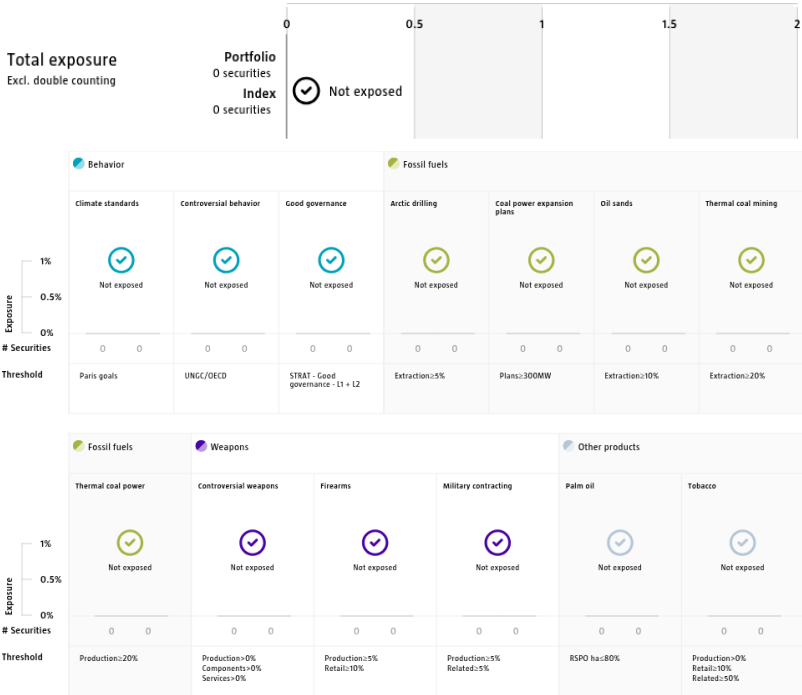 0 0.5 1 1.5 2
Total exposure
Excl. double counting
Portfolio
0 securities
Index
0 securities
Not exposed
Behavior Fossil fuels
Climate standards Controversial behavior Good governance Arctic drilling Coal power expansion plans Oil sands Thermal coal mining
Exposure
1%
0.5%
0%
Not exposed Not exposed Not exposed Not exposed Not exposed Not exposed Not exposed
# Securities 0 0 0 0 0 0 0 0 0 0 0 0 0 0
Threshold Paris goals UNGC/OECD STRAT - Good governance - L1 + L2 Extraction≥5% Plans≥300MW Extraction≥10% Extraction≥20%
Fossil fuels Weapons Other products
Thermal coal power Controversial weapons Firearms Military contracting Palm oil Tobacco
Exposure
1%
0.5%
0%
Not exposed Not exposed Not exposed Not exposed Not exposed Not exposed
# Securities 0 0 0 0 0 0 0 0 0 0 0 0
Threshold Production≥20% Production>0% Production≥5% Production≥5% RSPO ha≤80% Production>0%
Components>0% Retail≥10% Related≥5% Retail≥10%
Services>0% Related≥50%